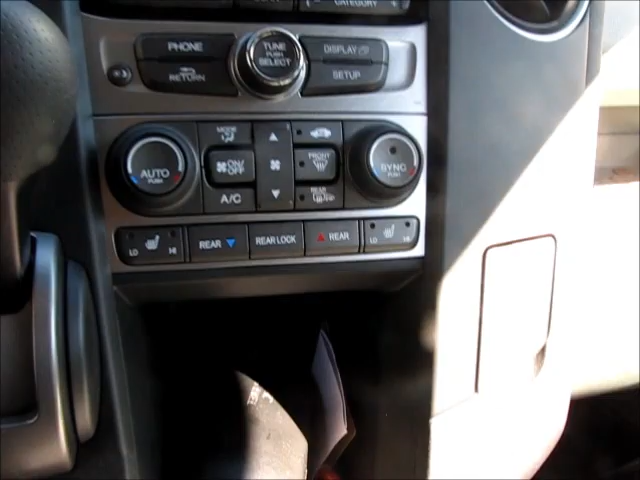 CATEGORY
PHONE
RETURN
TUNE
PUSH
SELECT
DISPLAY
SETUP
AUTO
PUSH
MODE
ON/
OFF
A/C
FRONT
REAR
SYNC
PUSH
LO HI
REAR
REAR LOCK
REAR
LO HI